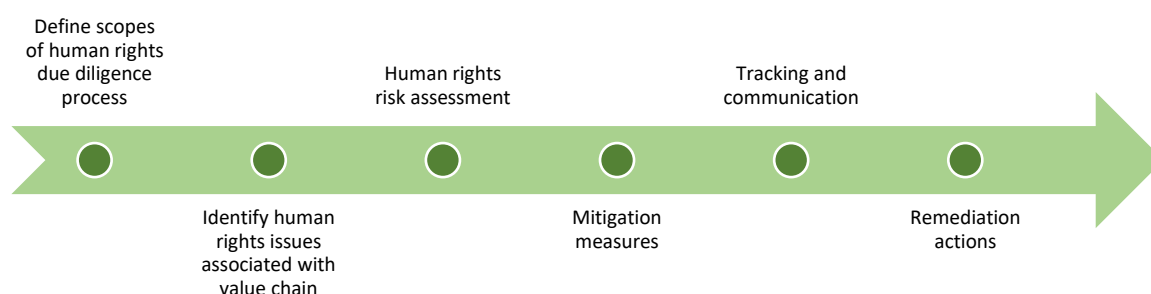 Define scopes
of human rights
due diligence
process
Identify human
rights issues
associated with
value chain
Human rights
risk assessment
Mitigation
measures
Tracking and
communication
Remediation
actions